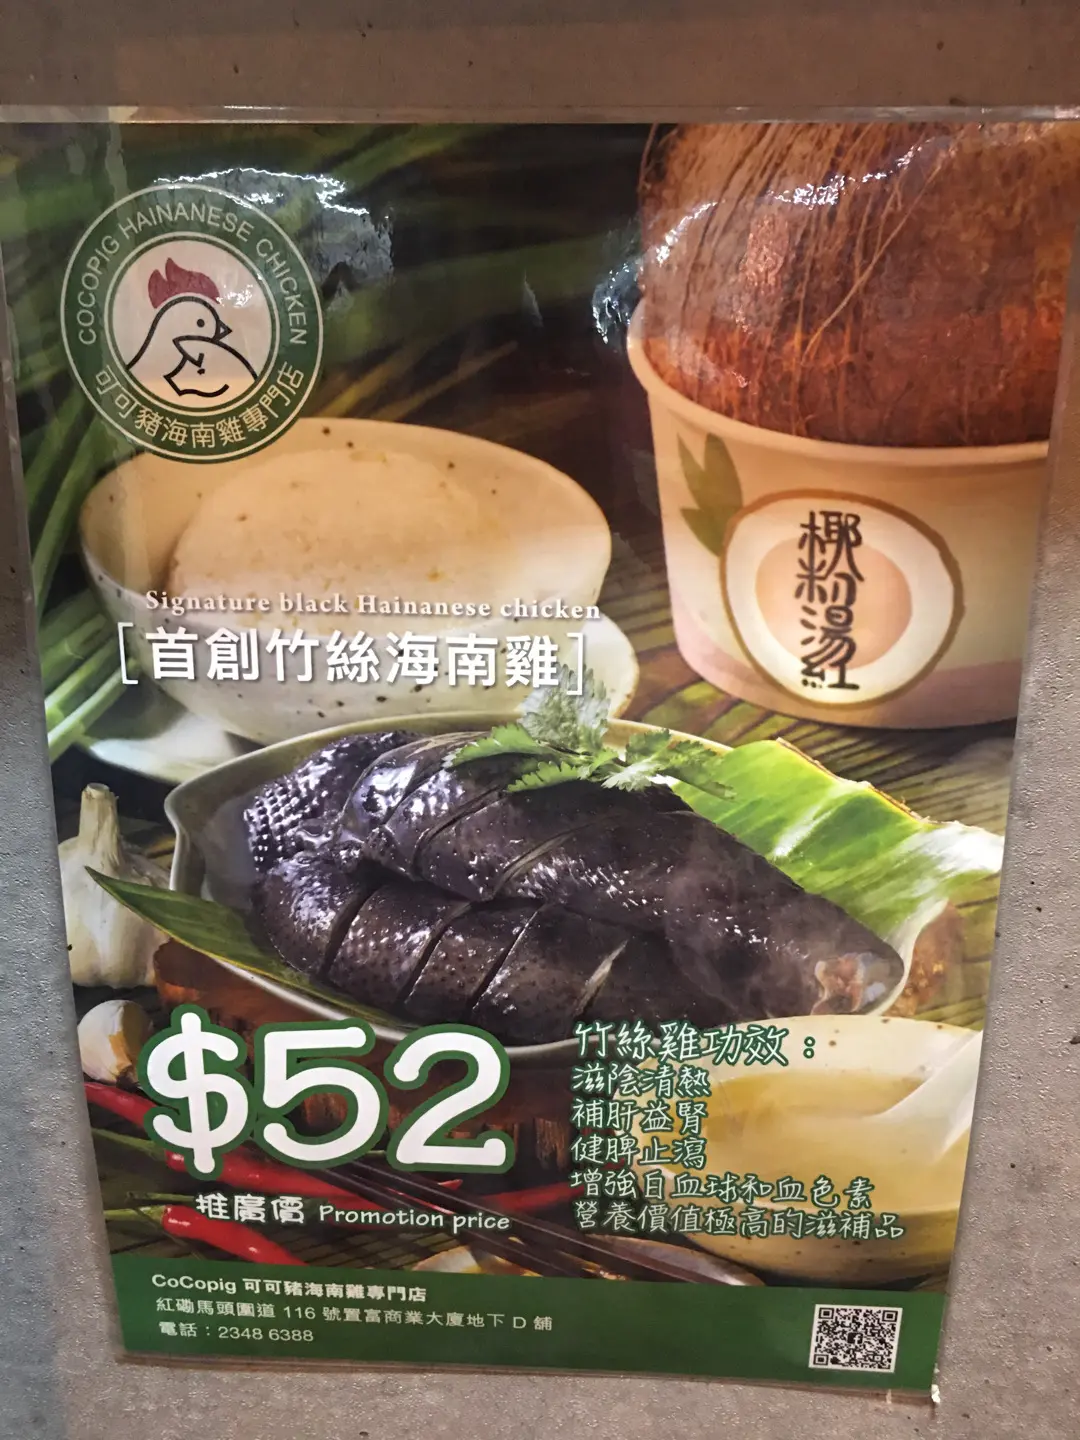 COCOPIG HAINANESE CHICKEN
可可豬海南雞專門店
椰粉湯紅
Signature black Hainanese chicken
[首創竹絲海南雞]
$52
推廣價 Promotion price
竹絲雞功效：
滋陰清熱
補肝益腎
健脾止瀉
增強自血球和血色素
營養價值極高的滋補品
CoCopig 可可豬海南雞專門店
紅磡馬頭圍道 116 號置富商業大廈地下 D 舖
電話：2348 6388